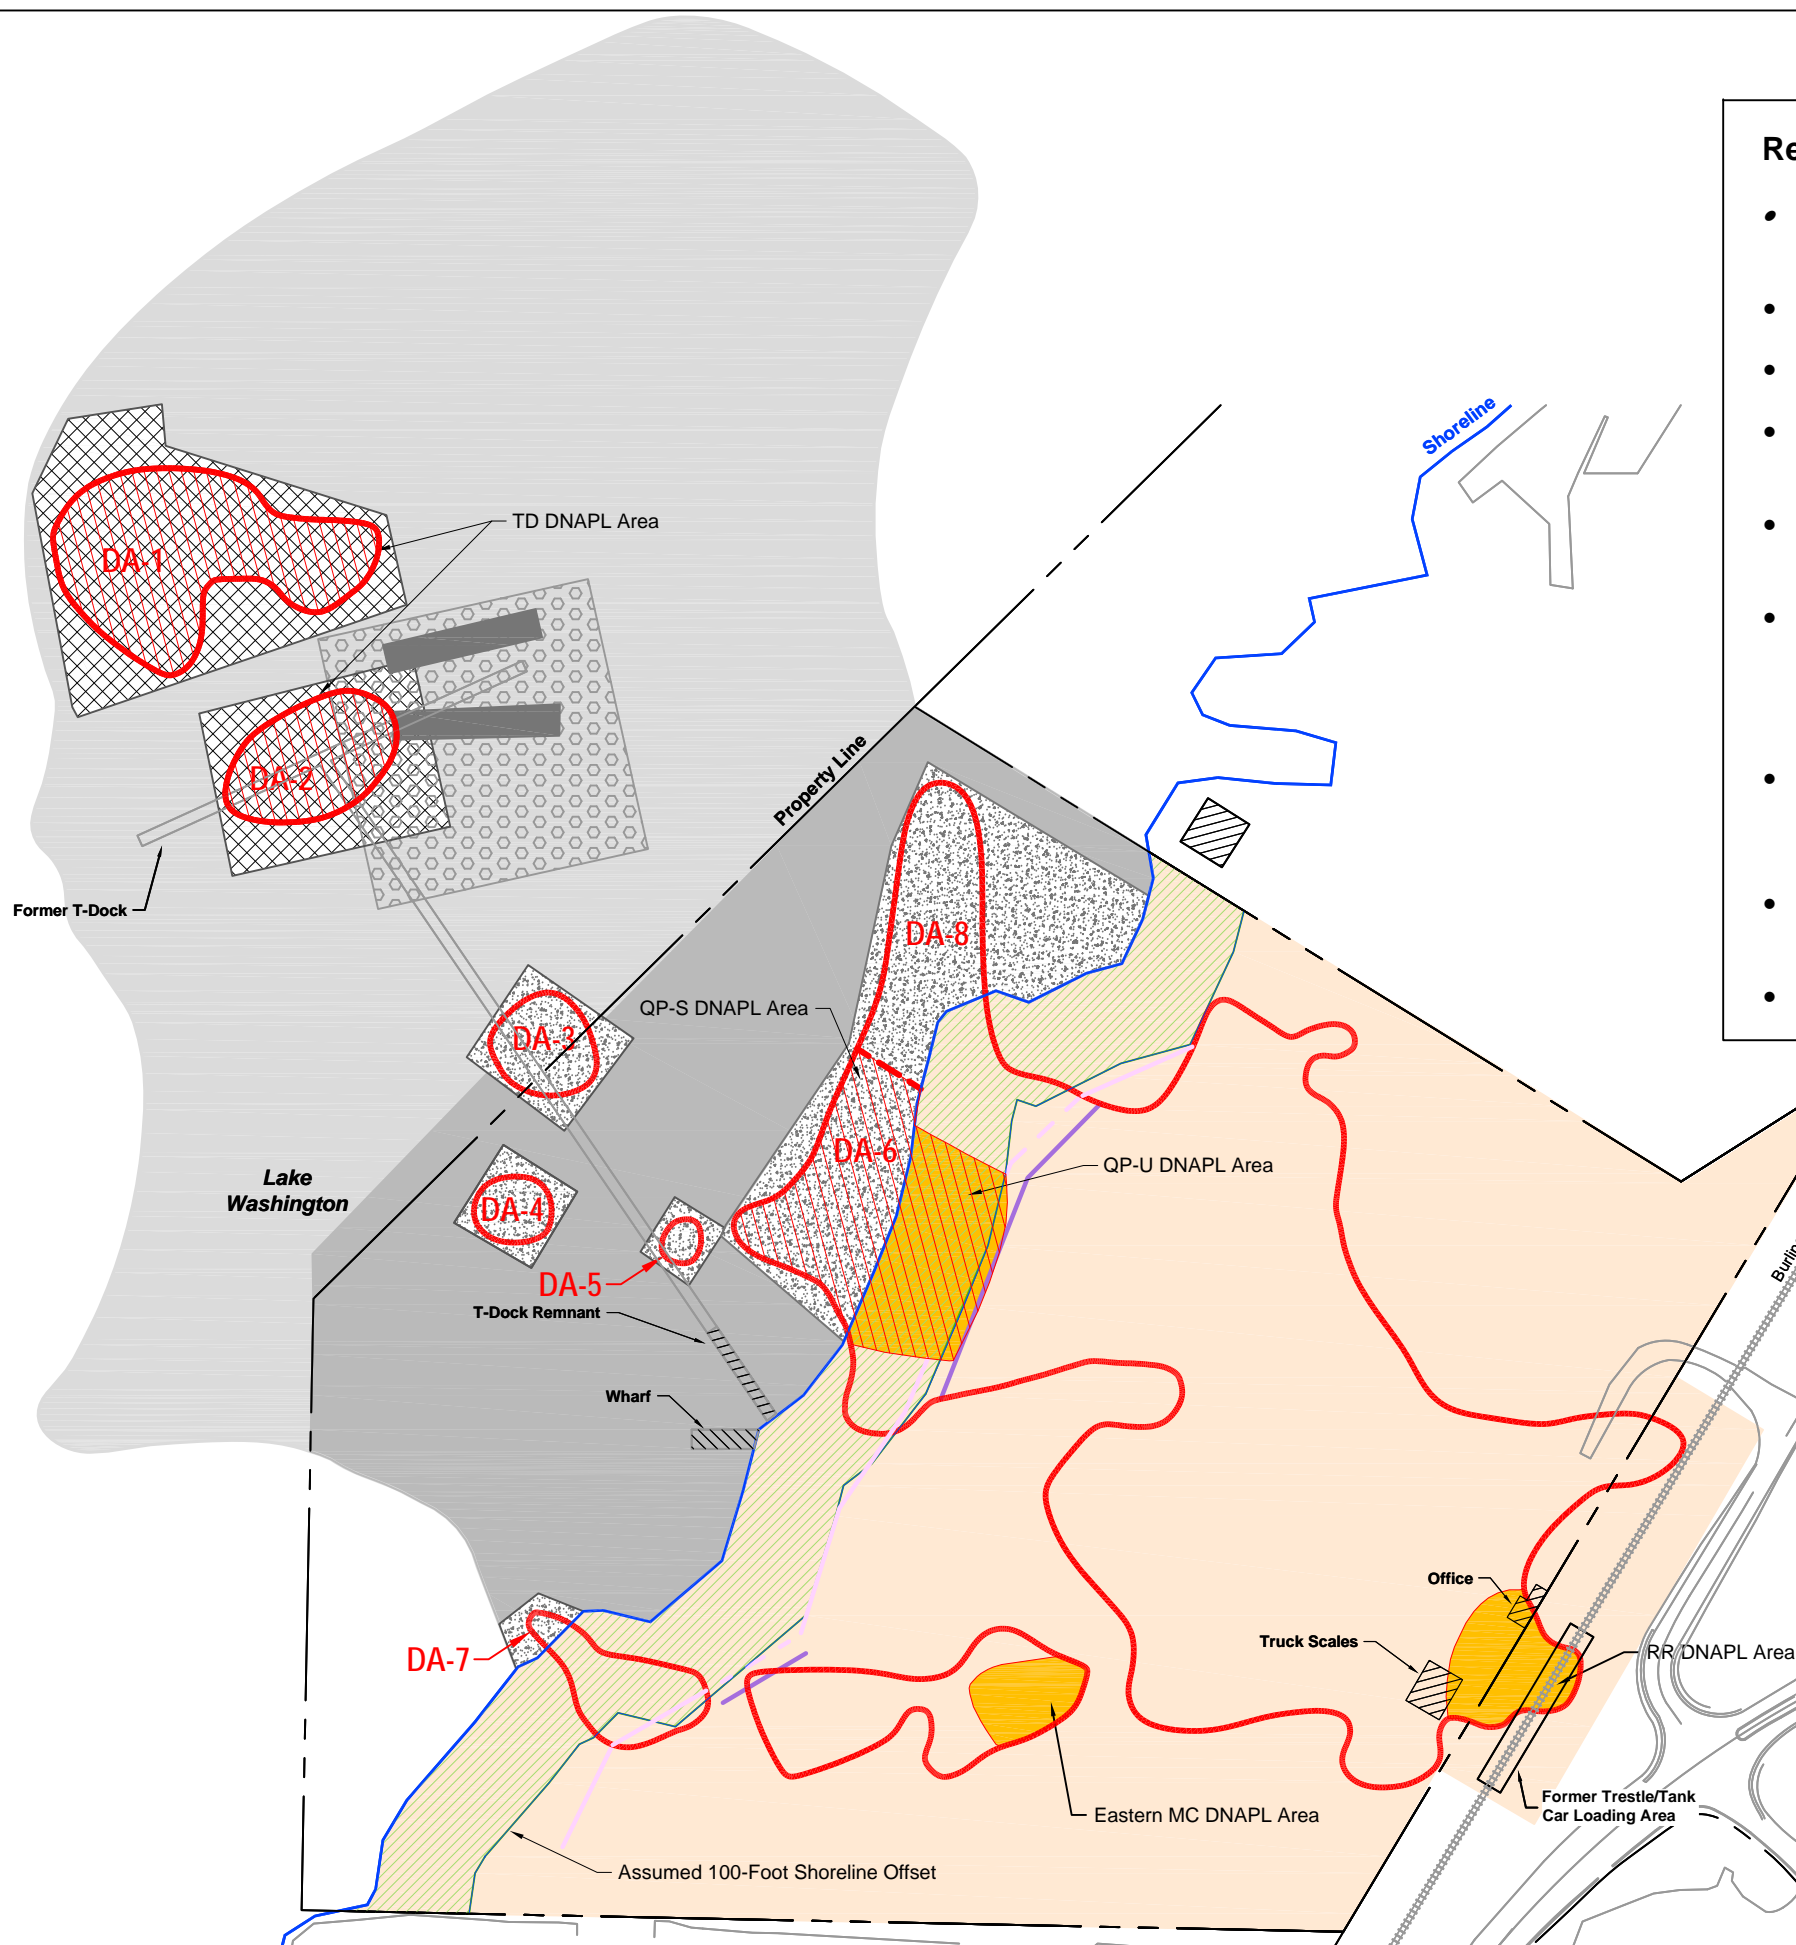 Re
Shoreline
TD DNAPL Area
DA-1
DA-2
Property Line
Former T-Dock
DA-8
QP-S DNAPL Area
DA-3
DA-6
QP-U DNAPL Area
Lake
Washington
DA-4
DA-5
T-Dock Remnant
Burlin
Wharf
Office
Truck Scales
RR DNAPL Area
DA-7
Former Trestle/Tank
Car Loading Area
Eastern MC DNAPL Area
Assumed 100-Foot Shoreline Offset